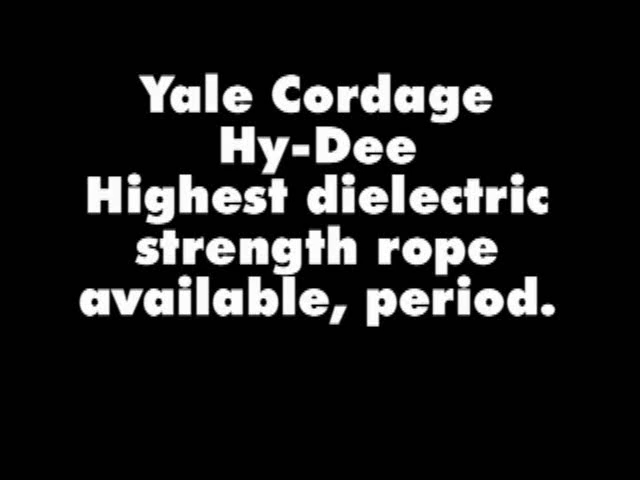 Yale Cordage
Hy-Dee
Highest dielectric
strength rope
available, period.